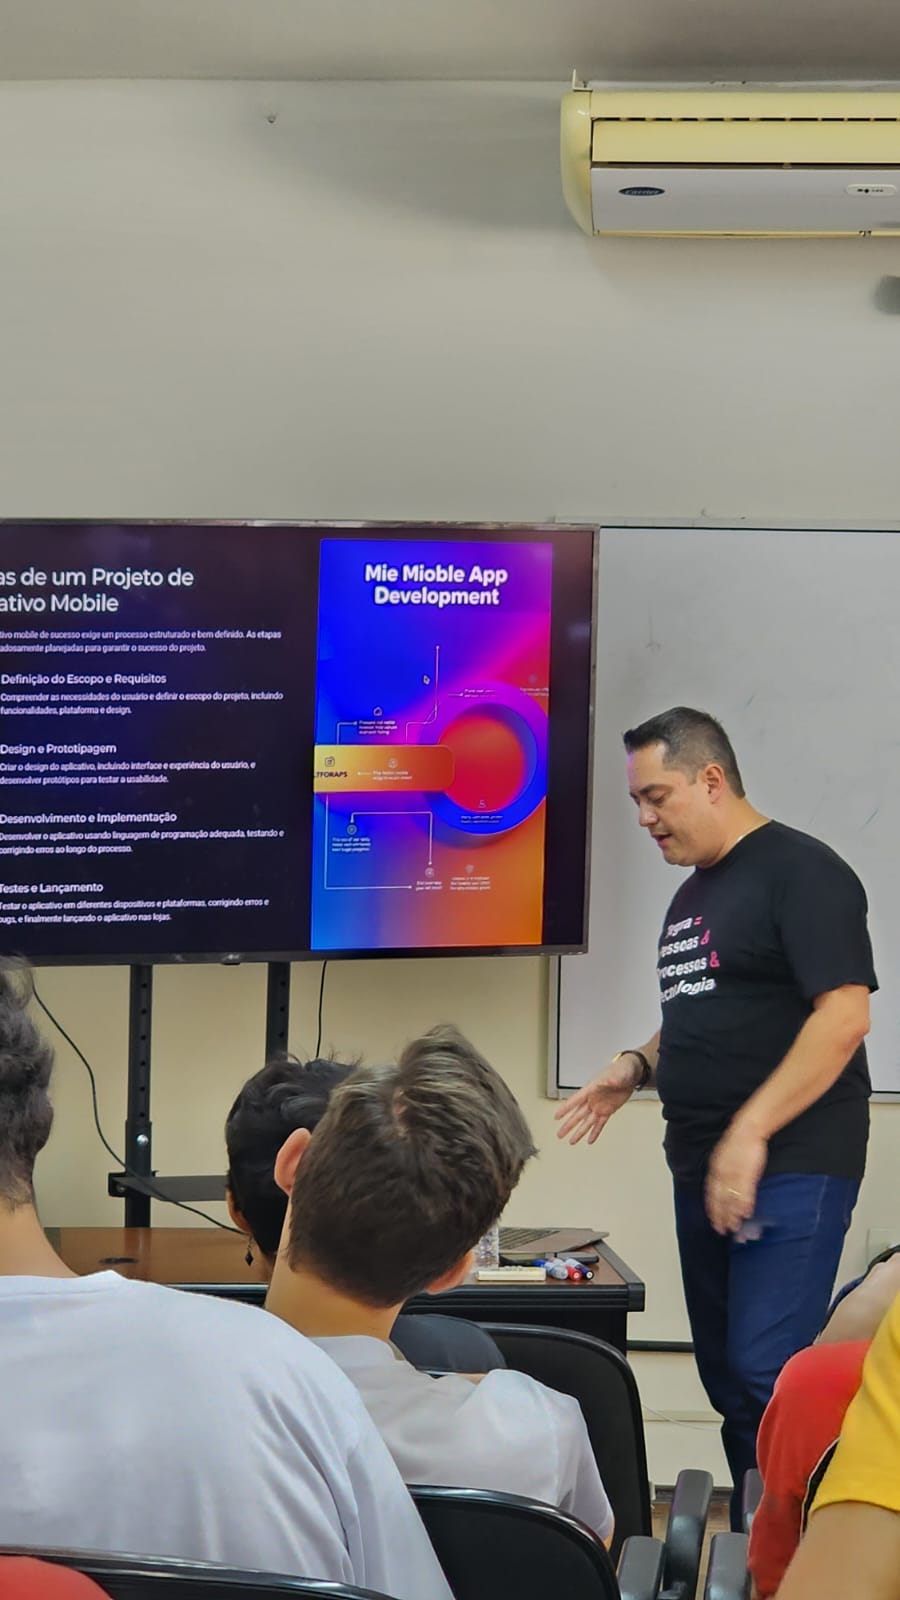 as de um Projeto de
ativo Mobile
tivo mobile de sucesso exige um processo estruturado e bem definido. As etapas
adosamente planejadas para garantir o sucesso do projeto.
Definição do Escopo e Requisitos
Compreender as necessidades do usuário e definir o escopo do projeto, incluindo
funcionalidades, plataforma e design.
Design e Prototipagem
Criar o design do aplicativo, incluindo interface e experiência do usuário, e
desenvolver protótipos para testar a usabilidade.
Desenvolvimento e Implementação
Desenvolver o aplicativo usando linguagem de programação adequada, testando e
corrigindo erros ao longo do processo.
Testes e Lançamento
Testar o aplicativo em diferentes dispositivos e plataformas, corrigindo erros e
bugs, e finalmente lançando o aplicativo nas lojas.
Mie Mioble App
Development
LTFORAPS
Carrier
essoas &
rocessos &